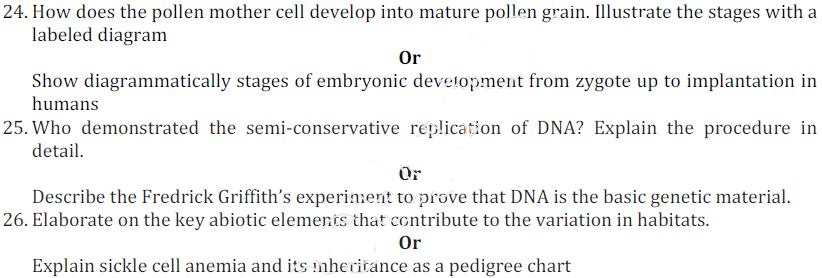 24. How does the pollen mother cell develop into mature pollen grain. Illustrate the stages with a
labeled diagram
Or
Show diagrammatically stages of embryonic development from zygote up to implantation in
humans
25. Who demonstrated the semi-conservative replication of DNA? Explain the procedure in
detail.
Or
Describe the Fredrick Griffith's experiment to prove that DNA is the basic genetic material.
26. Elaborate on the key abiotic elements that contribute to the variation in habitats.
Or
Explain sickle cell anemia and its inheritance as a pedigree chart